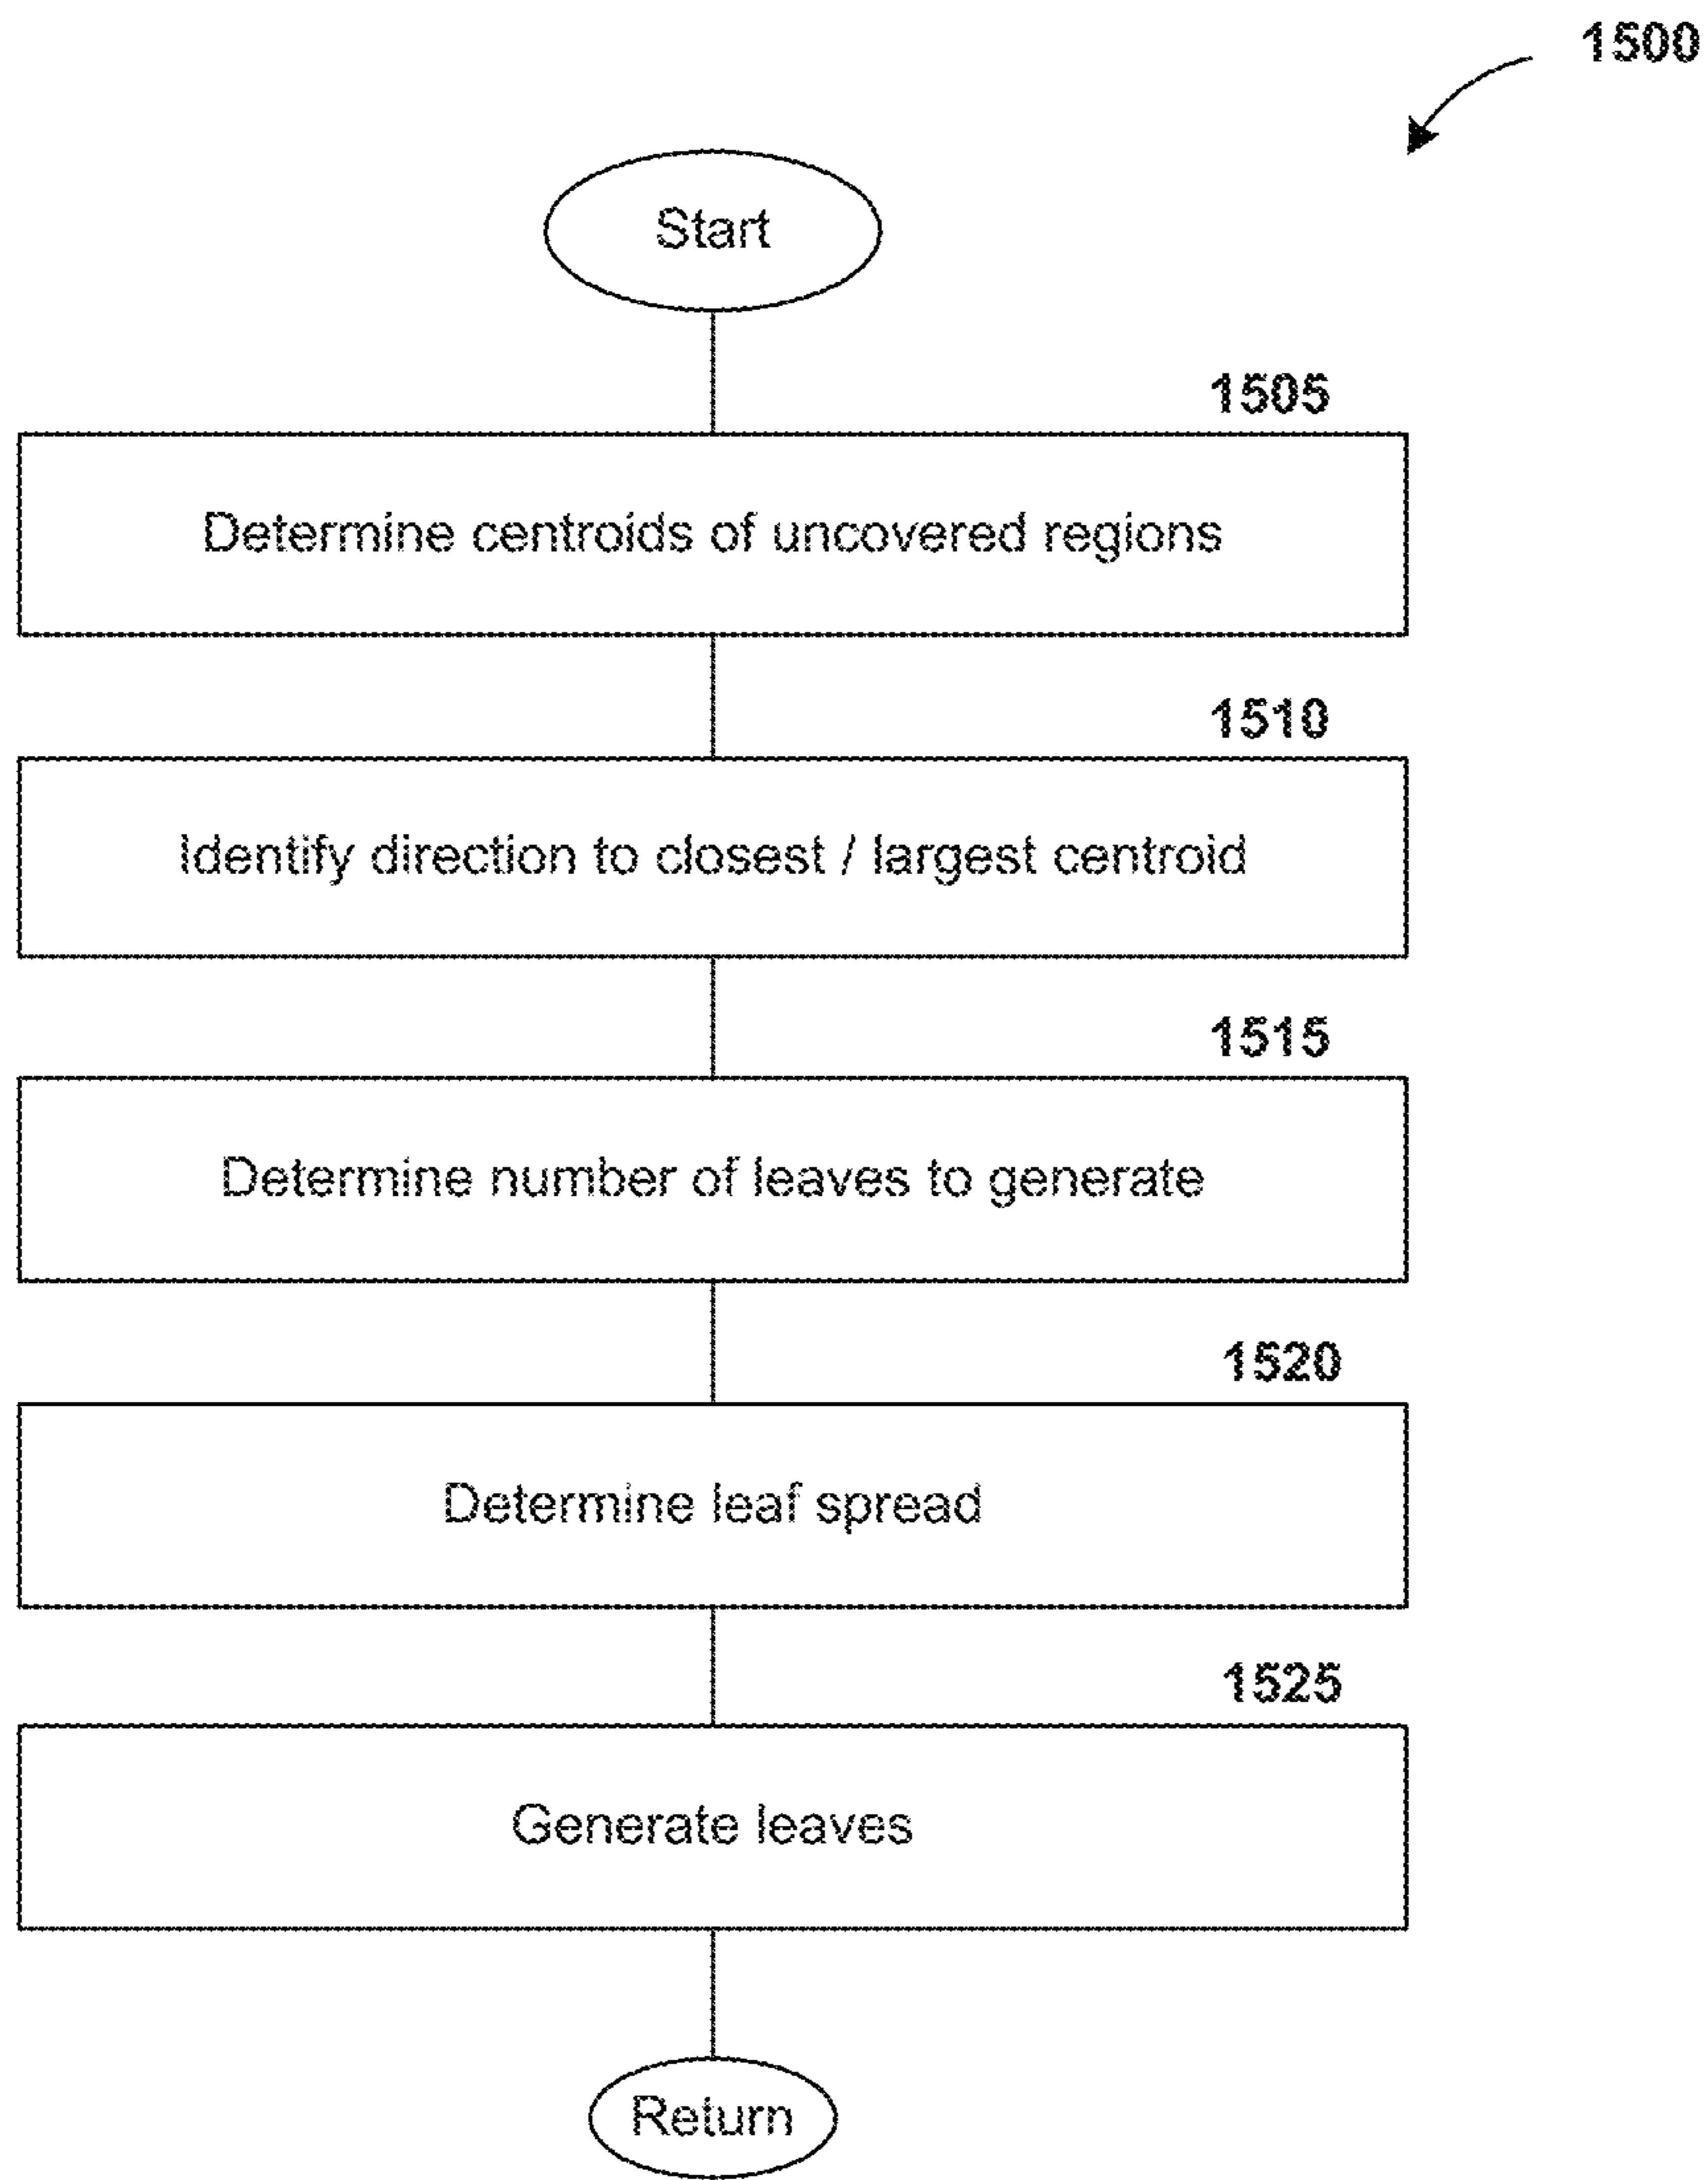 1500
Start
1505
Determine centroids of uncovered regions
1510
Identify direction to closest / largest centroid
1515
Determine number of leaves to generate
1520
Determine leaf spread
1525
Generate leaves
Return